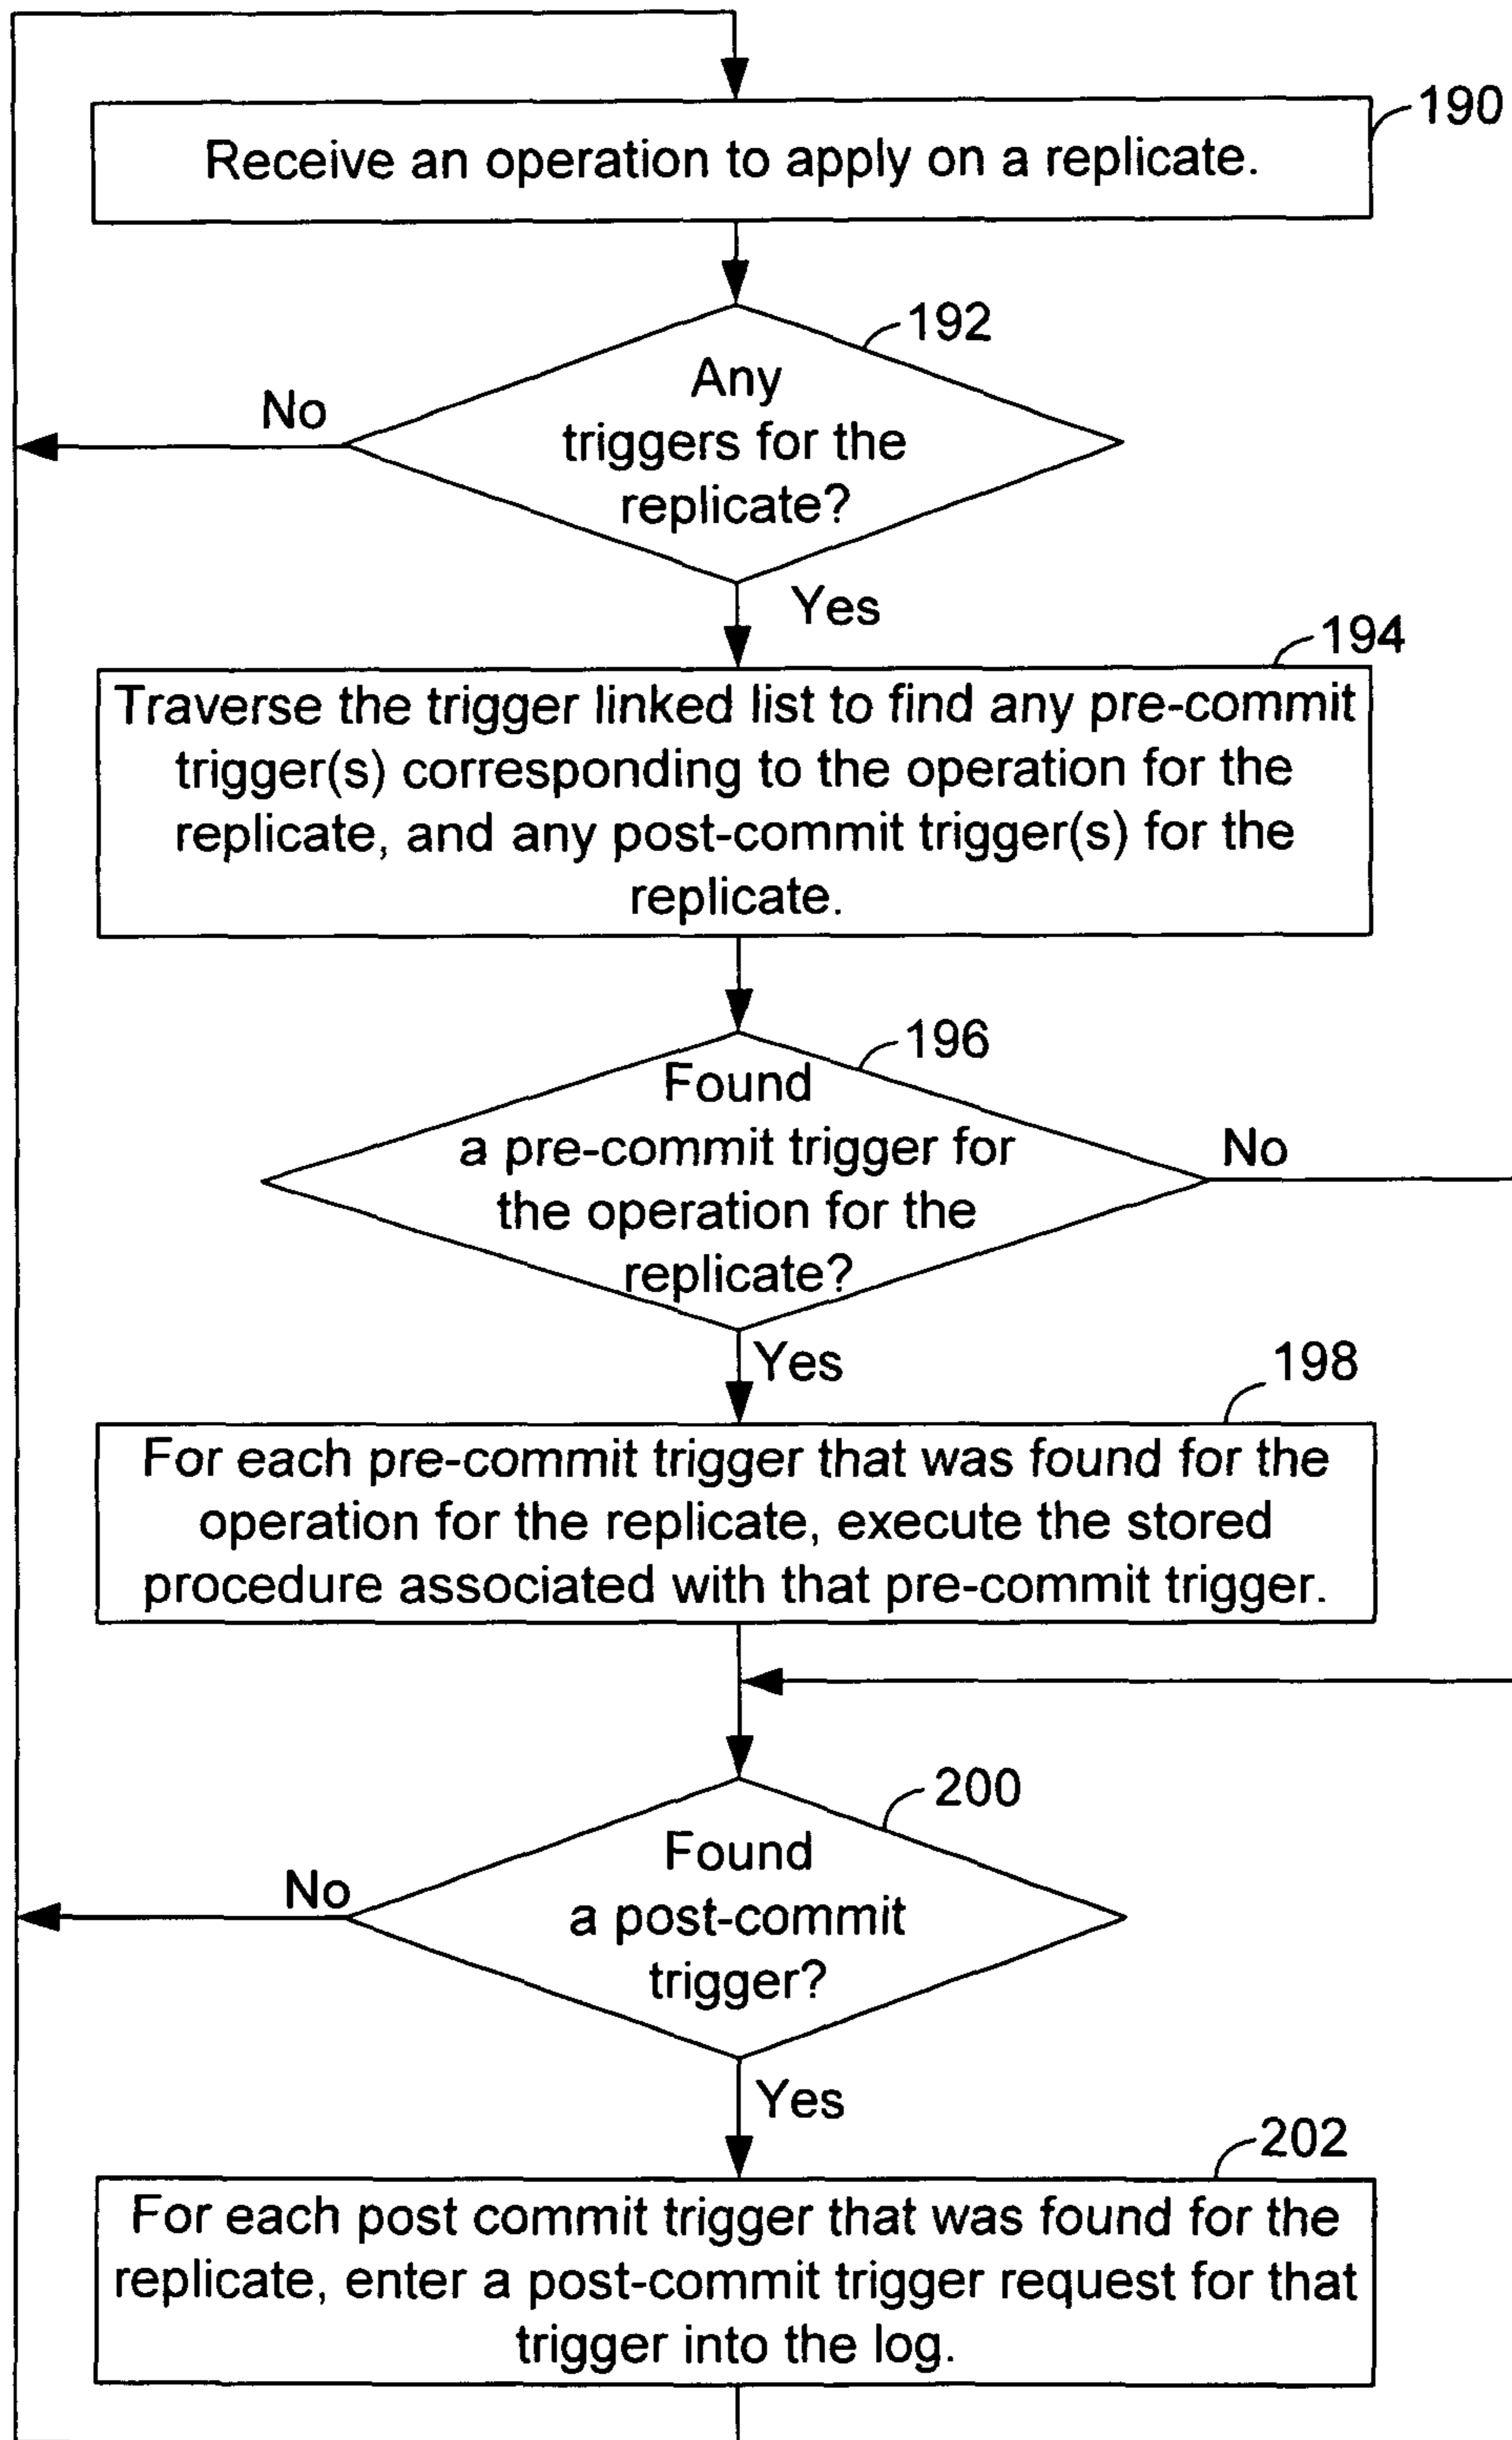 190
Receive an operation to apply on a replicate.
192
Any
triggers for the
replicate?
No
Yes
194
Traverse the trigger linked list to find any pre-commit
trigger(s) corresponding to the operation for the
replicate, and any post-commit trigger(s) for the
replicate.
196
Found
a pre-commit trigger for
the operation for the
replicate?
No
Yes
198
For each pre-commit trigger that was found for the
operation for the replicate, execute the stored
procedure associated with that pre-commit trigger.
200
Found
a post-commit
trigger?
No
Yes
202
For each post commit trigger that was found for the
replicate, enter a post-commit trigger request for that
trigger into the log.